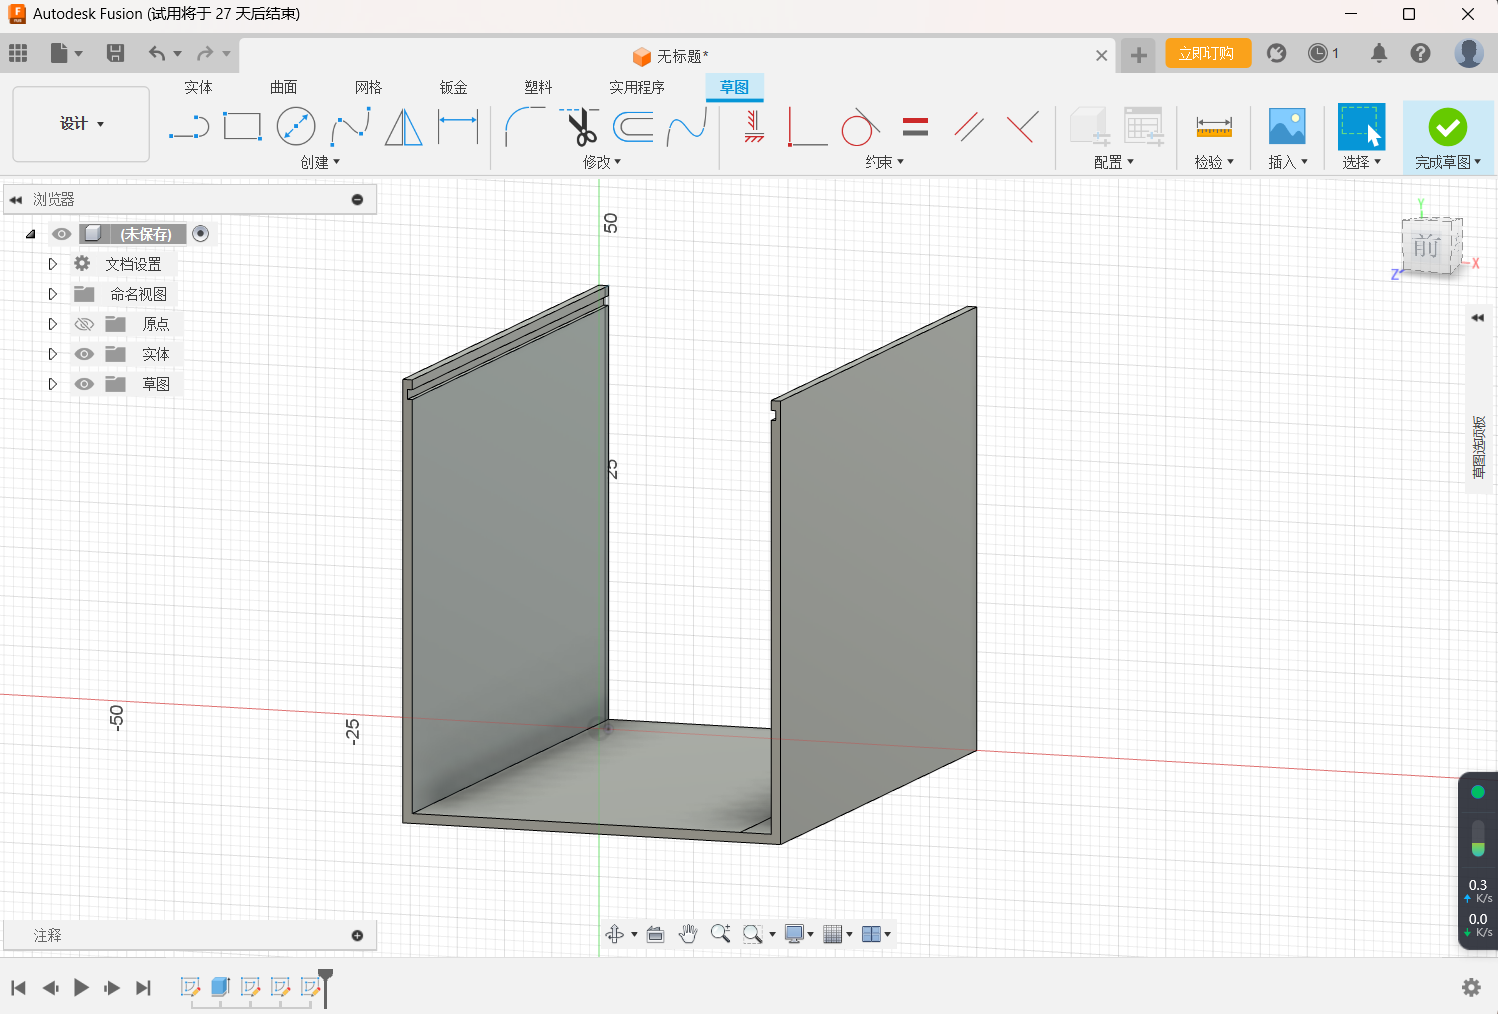 Autodesk Fusion (试用将于 27 天后结束)
无标题*
立即订购
1
设计
实体
曲面
网格
钣金
塑料
实用程序
草图
创建
修改
约束
配置
检验
插入
选择
完成草图
浏览器
(未保存)
文档设置
命名视图
原点
实体
草图
50
25
-25
-50
Y
前
X
Z
草图选项板
0.3
K/s
0.0
K/s
注释